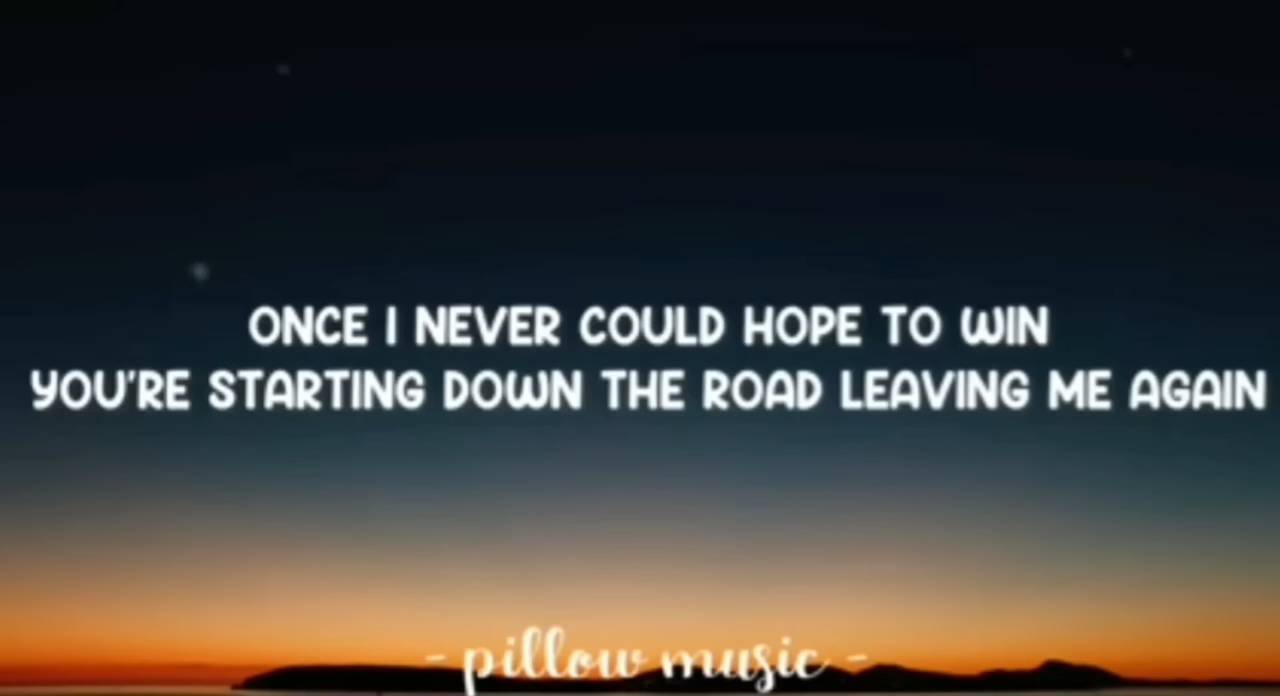 ONCE I NEVER COULD HOPE TO WIN
YOU'RE STARTING DOWN THE ROAD LEAVING ME AGAIN
- pillow music -